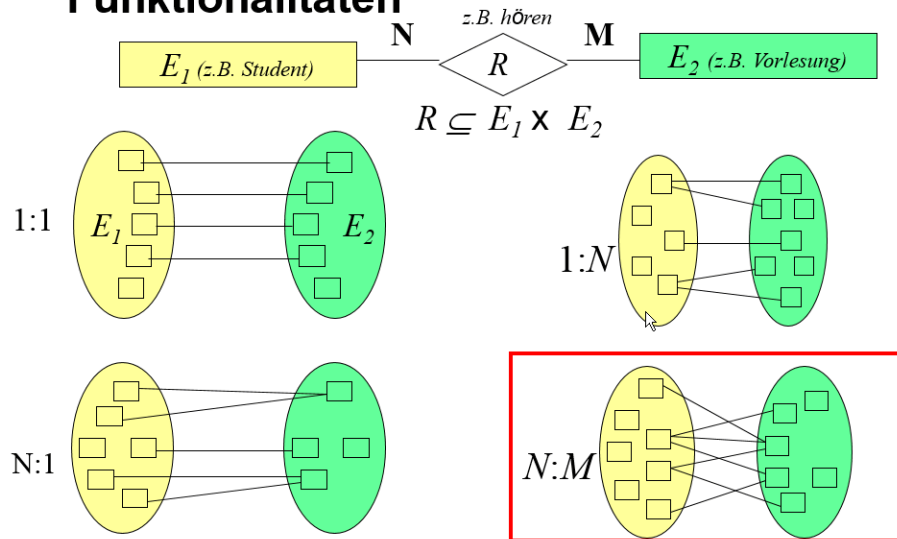 Funktionalitäten
z.B. hören
N
M
E1 (z.B. Student)
R
E2 (z.B. Vorlesung)
R ⊆ E1 x E2
1:1
E1
E2
1:N
N:1
N:M